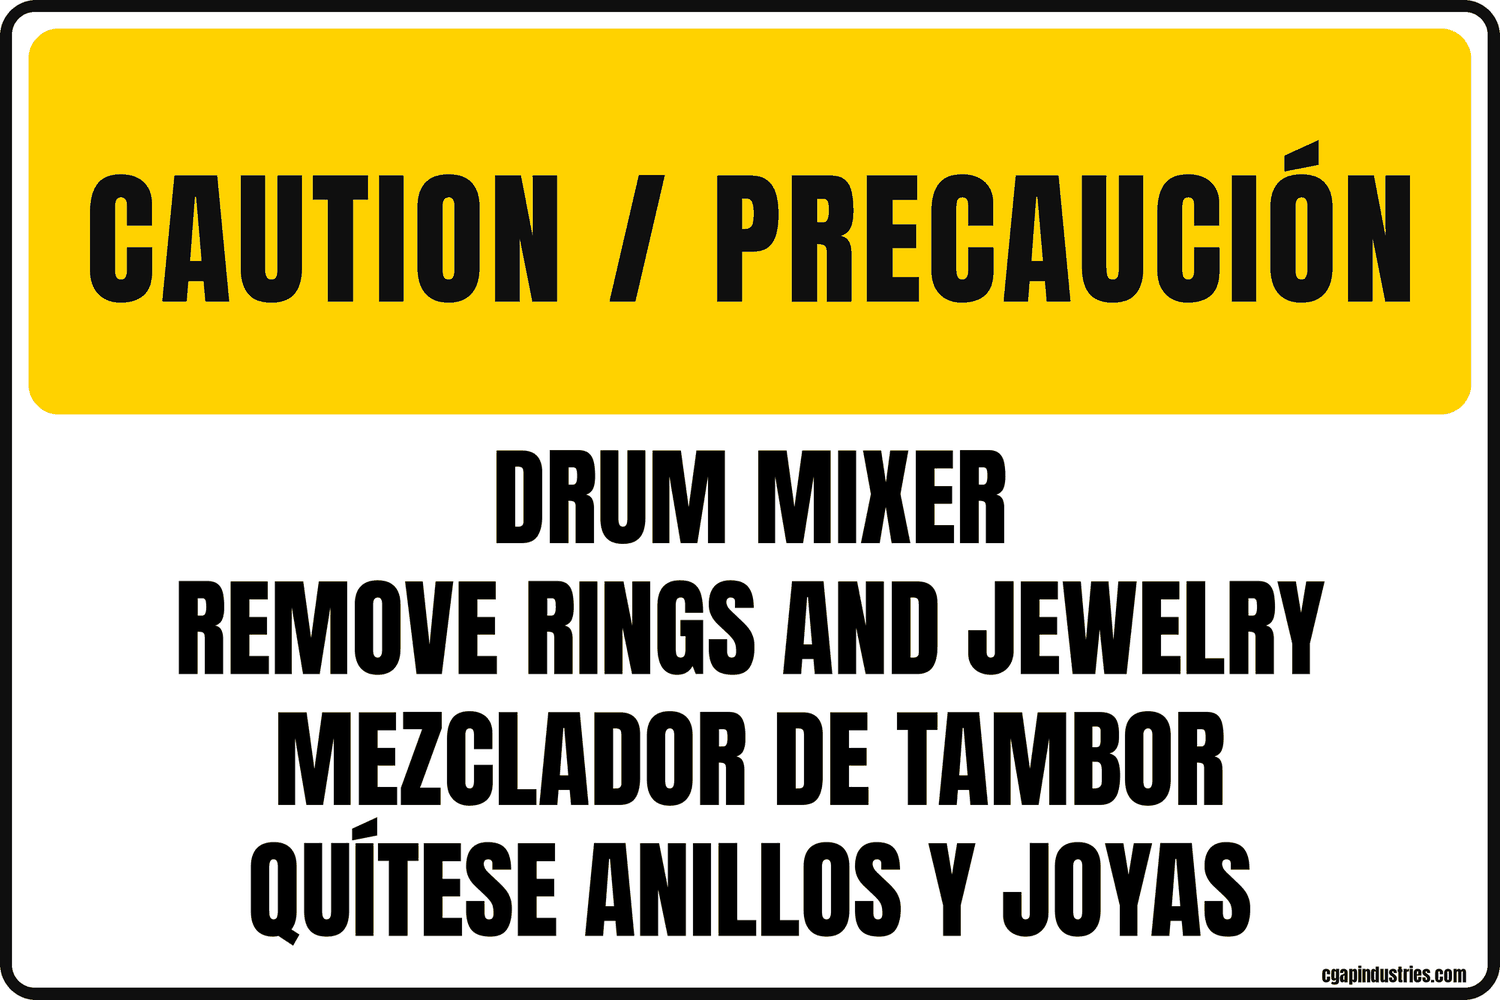 CAUTION / PRECAUCIÓN
DRUM MIXER
REMOVE RINGS AND JEWELRY
MEZCLADOR DE TAMBOR
QUÍTESE ANILLOS Y JOYAS
cgapindustries.com